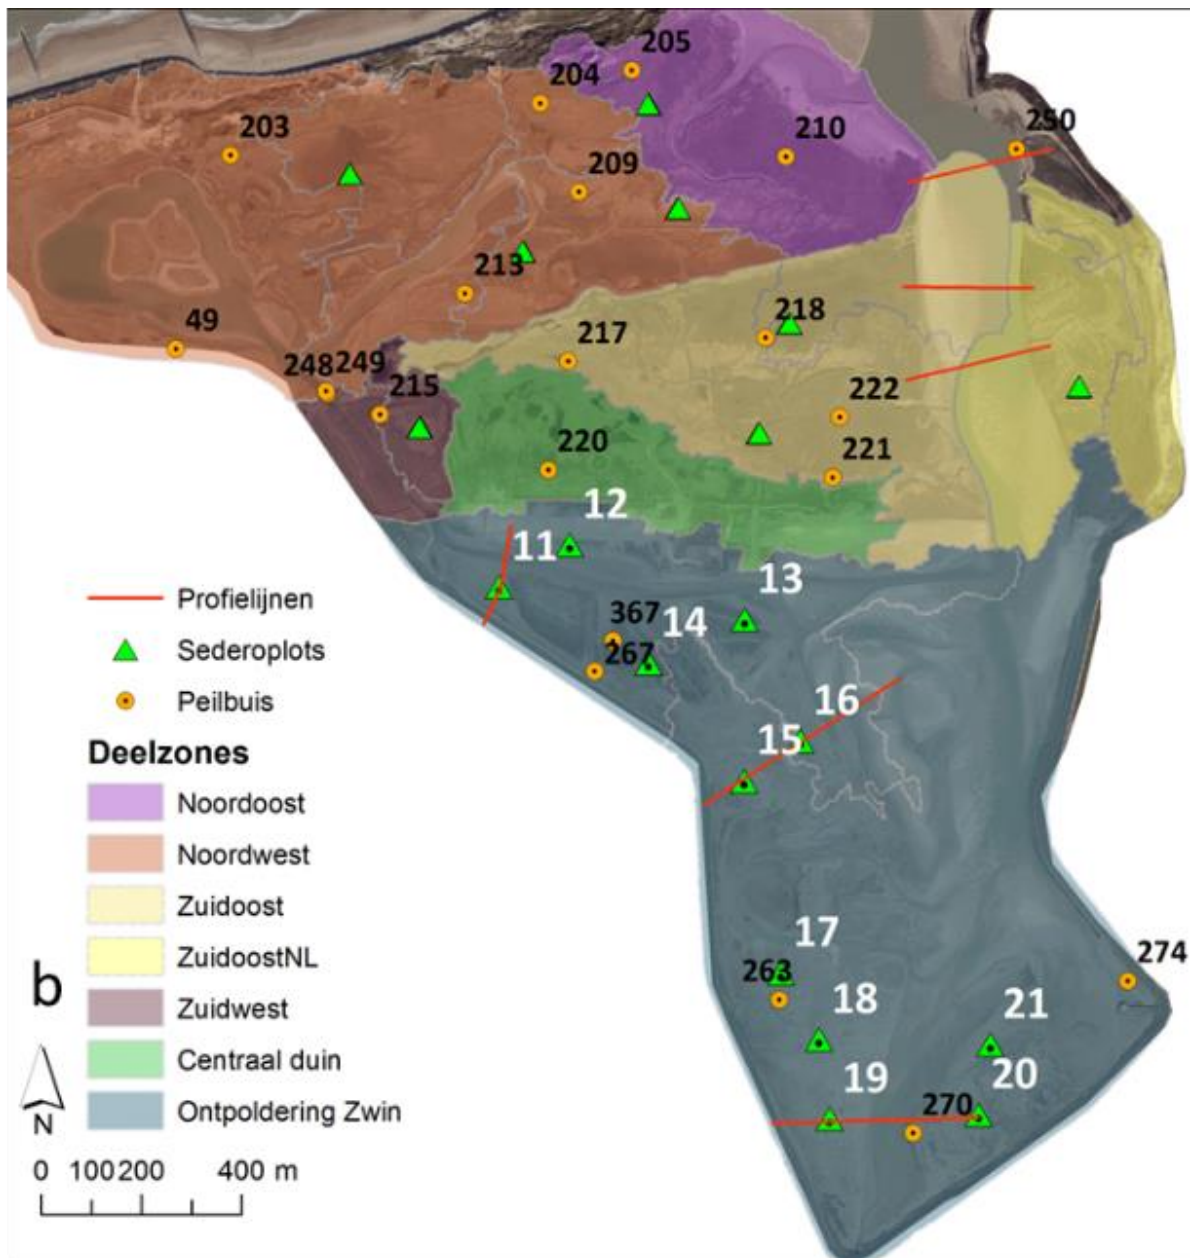 205
204
250
203
210
209
213
49
218
217
248 249
222
215
220
221
12
11
13
367
14
267
16
15
Profielijnen
Sederoplots
Peilbuis
Deelzones
Noordoost
Noordwest
Zuidoost
ZuidoostNL
Zuidwest
Centraal duin
Ontpoldering Zwin
b
N
0 100 200 400 m
17
263
274
18
21
19
20
270